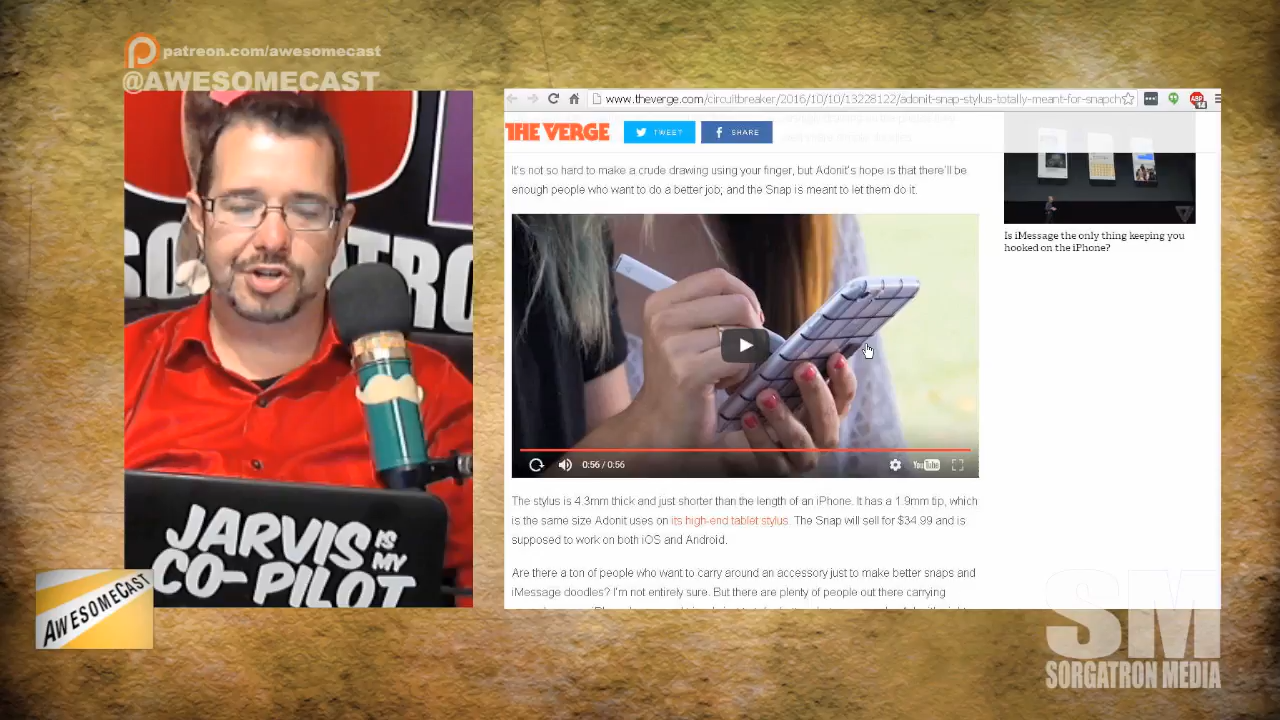 patreon.com/awesomecast
@AWESOMECAST
www.theverge.com/circuitbreaker/2016/10/10/13228122/adonit-snap-stylus-totally-meant-for-snapch
THE VERGE
TWEET
SHARE
It's not so hard to make a crude drawing using your finger, but Adonit's hope is that there'll be
enough people who want to do a better job; and the Snap is meant to let them do it.
Is iMessage the only thing keeping you
hooked on the iPhone?
0:56 / 0:56
YouTube
The stylus is 4.3mm thick and just shorter than the length of an iPhone. It has a 1.9mm tip, which
is the same size Adonit uses on its high-end tablet stylus. The Snap will sell for $34.99 and is
supposed to work on both iOS and Android.
Are there a ton of people who want to carry around an accessory just to make better snaps and
iMessage doodles? I'm not entirely sure. But there are plenty of people out there carrying
JARVIS IS MY
CO-PILOT
AWESOMECAST
SM
SORGATRON MEDIA